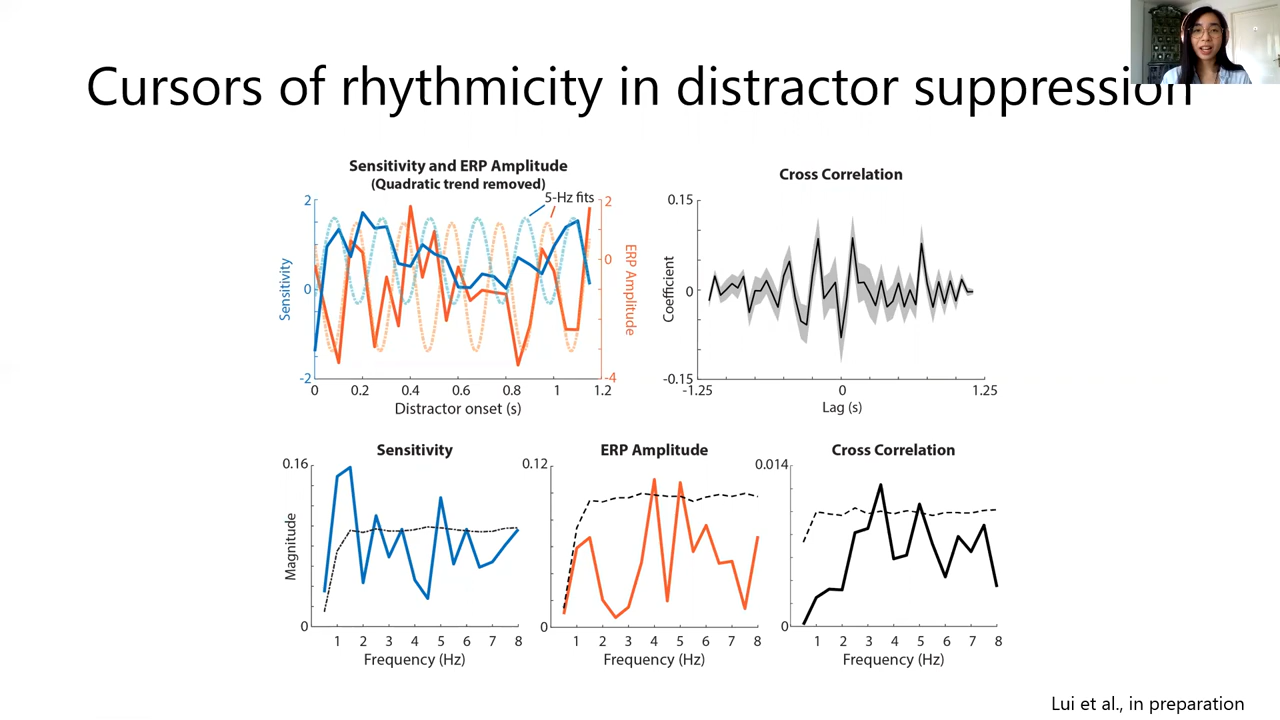 Cursors of rhythmicity in distractor suppression
Sensitivity and ERP Amplitude
(Quadratic trend removed)
5-Hz fits
2
0
-2
Sensitivity
2
0
-4
ERP Amplitude
0 0.2 0.4 0.6 0.8 1 1.2
Distractor onset (s)
Cross Correlation
0.15
0
-0.15
Coefficient
-1.25 0 1.25
Lag (s)
Sensitivity
0.16
0
Magnitude
1 2 3 4 5 6 7 8
Frequency (Hz)
ERP Amplitude
0.12
0
1 2 3 4 5 6 7 8
Frequency (Hz)
Cross Correlation
0.014
0
1 2 3 4 5 6 7 8
Frequency (Hz)
Lui et al., in preparation